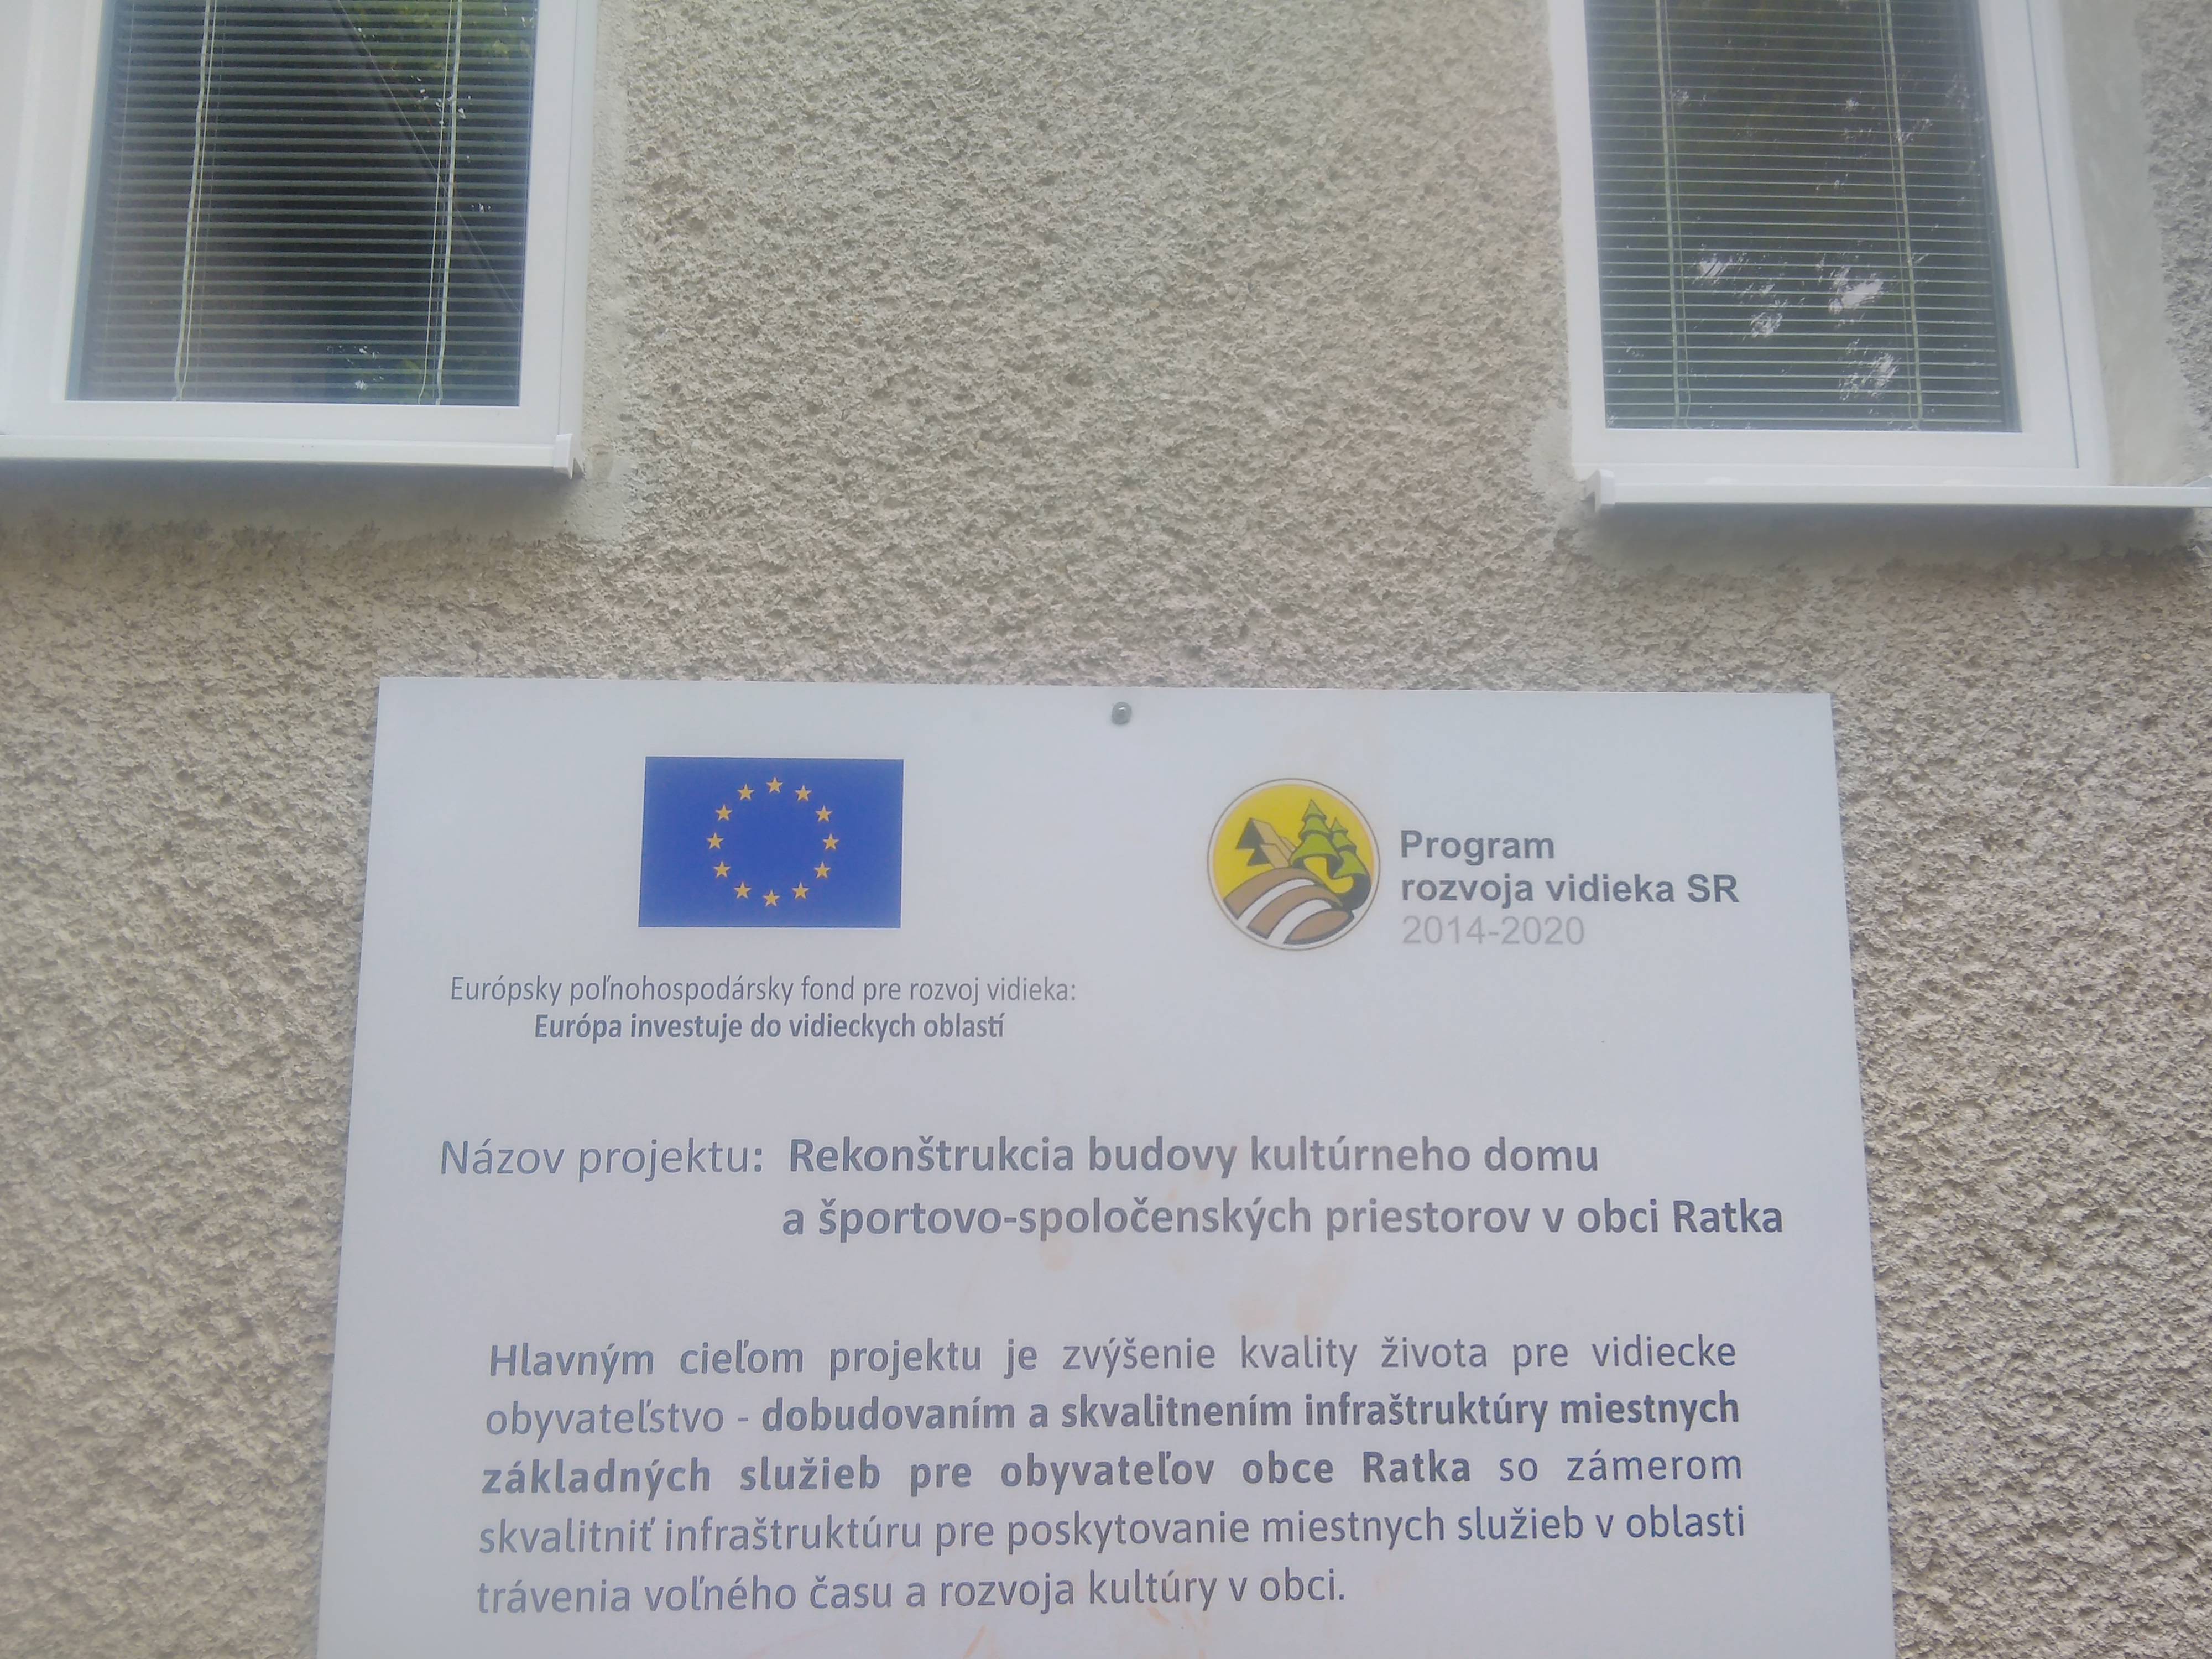 Program
rozvoja vidieka SR
2014-2020
Európsky poľnohospodársky fond pre rozvoj vidieka:
Európa investuje do vidieckych oblastí
Názov projektu: Rekonštrukcia budovy kultúrneho domu
a športovo-spoločenských priestorov v obci Ratka
Hlavným cieľom projektu je zvýšenie kvality života pre vidiecke
obyvateľstvo - dobudovaním a skvalitnením infraštruktúry miestnych
základných služieb pre obyvateľov obce Ratka so zámerom
skvalitniť infraštruktúru pre poskytovanie miestnych služieb v oblasti
trávenia voľného času a rozvoja kultúry v obci.